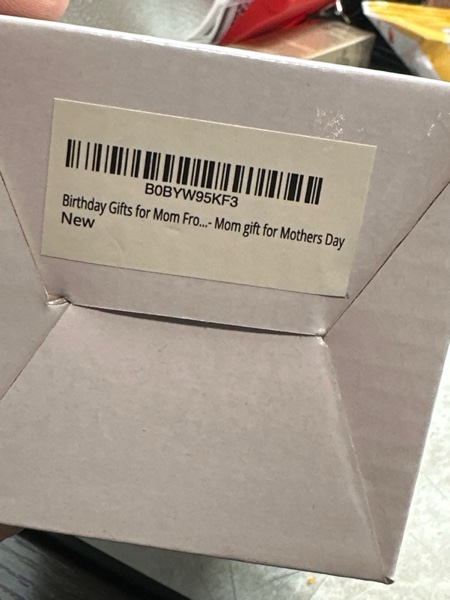 B0BYW95KF3
Birthday Gifts for Mom Fro...- Mom gift for Mothers Day
New